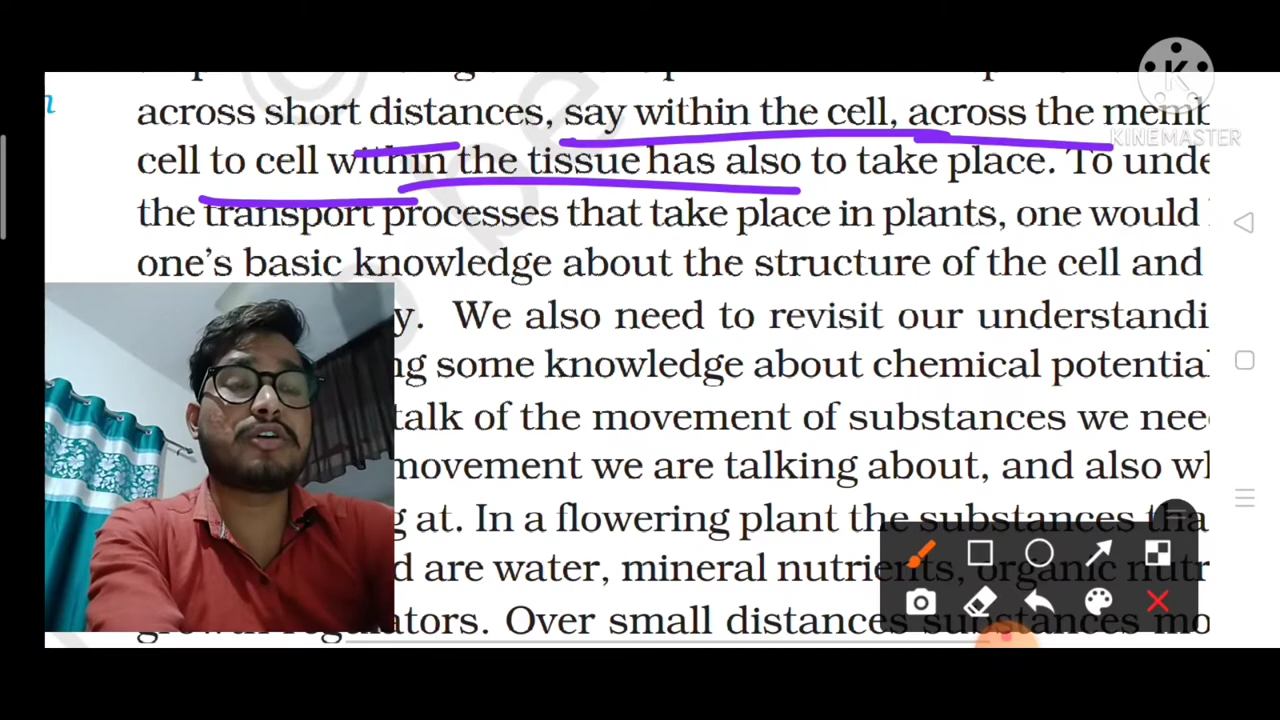 across short distances, say within the cell, across the memb
KINEMASTER
cell to cell within the tissue has also to take place. To unde
the transport processes that take place in plants, one would
one's basic knowledge about the structure of the cell and
y. We also need to revisit our understandi
ng some knowledge about chemical potential
talk of the movement of substances we nee
movement we are talking about, and also wh
g at. In a flowering plant the substances tha
d are water, mineral nutrients, organic nutr
growth regulators. Over small distances substances mo